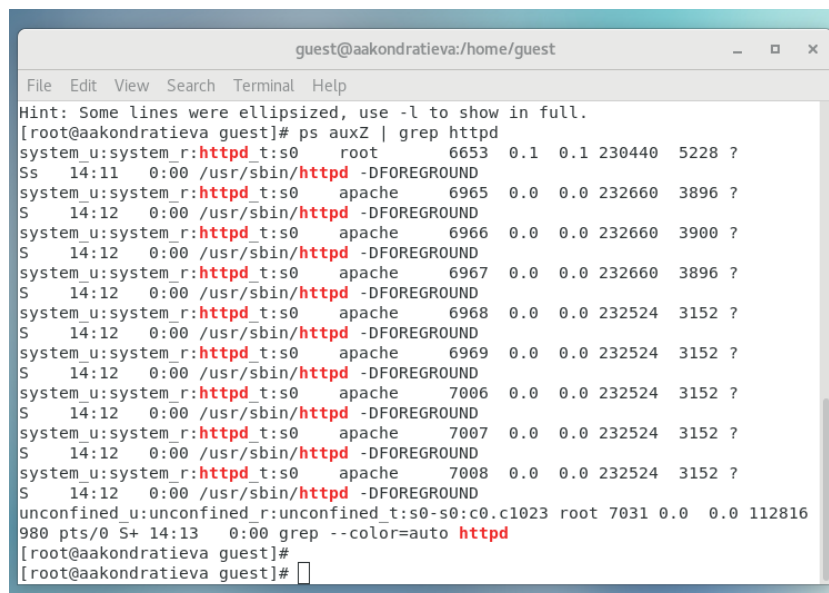 guest@aakondratieva:/home/guest
File Edit View Search Terminal Help
Hint: Some lines were ellipsized, use -l to show in full.
[root@aakondratieva guest]# ps auxZ | grep httpd
system_u:system_r:httpd_t:s0    root       6653  0.1  0.1 230440  5228 ?
Ss   14:11   0:00 /usr/sbin/httpd -DFOREGROUND
system_u:system_r:httpd_t:s0    apache     6965  0.0  0.0 232660  3896 ?
S    14:12   0:00 /usr/sbin/httpd -DFOREGROUND
system_u:system_r:httpd_t:s0    apache     6966  0.0  0.0 232660  3900 ?
S    14:12   0:00 /usr/sbin/httpd -DFOREGROUND
system_u:system_r:httpd_t:s0    apache     6967  0.0  0.0 232660  3896 ?
S    14:12   0:00 /usr/sbin/httpd -DFOREGROUND
system_u:system_r:httpd_t:s0    apache     6968  0.0  0.0 232524  3152 ?
S    14:12   0:00 /usr/sbin/httpd -DFOREGROUND
system_u:system_r:httpd_t:s0    apache     6969  0.0  0.0 232524  3152 ?
S    14:12   0:00 /usr/sbin/httpd -DFOREGROUND
system_u:system_r:httpd_t:s0    apache     7006  0.0  0.0 232524  3152 ?
S    14:12   0:00 /usr/sbin/httpd -DFOREGROUND
system_u:system_r:httpd_t:s0    apache     7007  0.0  0.0 232524  3152 ?
S    14:12   0:00 /usr/sbin/httpd -DFOREGROUND
system_u:system_r:httpd_t:s0    apache     7008  0.0  0.0 232524  3152 ?
S    14:12   0:00 /usr/sbin/httpd -DFOREGROUND
unconfined_u:unconfined_r:unconfined_t:s0-s0:c0.c1023 root 7031 0.0  0.0 112816
980 pts/0 S+ 14:13   0:00 grep --color=auto httpd
[root@aakondratieva guest]#
[root@aakondratieva guest]#